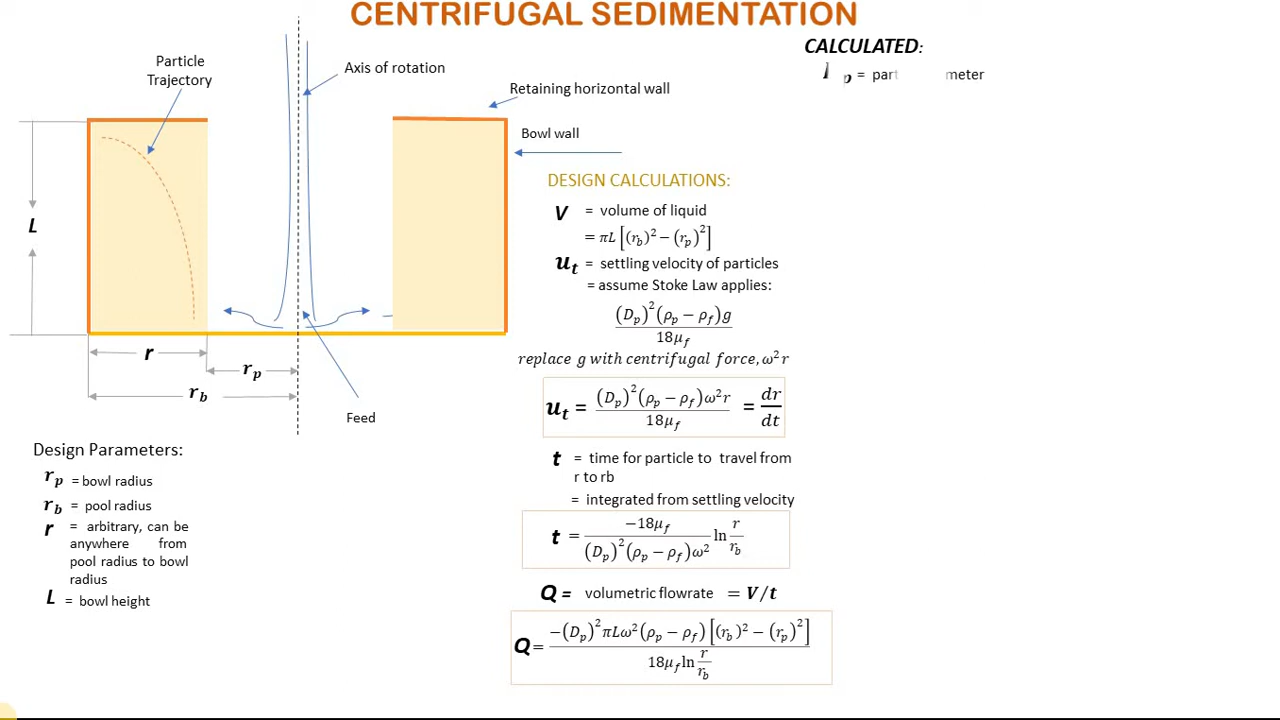 CENTRIFUGAL SEDIMENTATION
Particle
Trajectory
Axis of rotation
Retaining horizontal wall
Bowl wall
L
r
r_p
r_b
Feed
Design Parameters:
r_p = bowl radius
r_b = pool radius
r = arbitrary, can be
anywhere from
pool radius to bowl
radius
L = bowl height
DESIGN CALCULATIONS:
V = volume of liquid
= πL [(r_b)² − (r_p)²]
u_t = settling velocity of particles
= assume Stoke Law applies:
(D_p)²(ρ_p − ρ_f)g
18μ_f
replace g with centrifugal force, ω²r
u_t = (D_p)²(ρ_p − ρ_f)ω²r / 18μ_f = dr/dt
t = time for particle to travel from
r to rb
= integrated from settling velocity
t = −18μ_f / (D_p)²(ρ_p − ρ_f)ω² ln r/r_b
Q = volumetric flowrate = V/t
Q = −(D_p)²πLω²(ρ_p − ρ_f)[(r_b)² − (r_p)²] / 18μ_f ln r/r_b
CALCULATED:
p = part meter